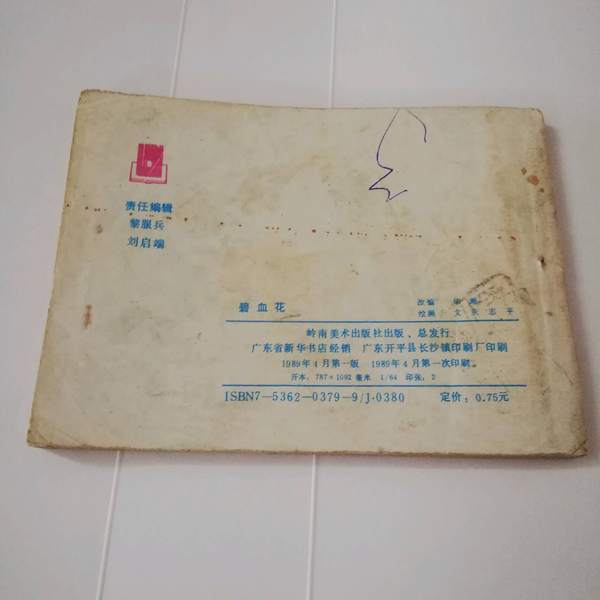 责任编辑
黎服兵
刘启端
碧血花
改编
绘画 文 志平
岭南美术出版社出版、总发行
广东省新华书店经销 广东开平县长沙镇印刷厂印刷
1989年4月第一版 1989年4月第一次印刷。
开本：787×1092毫米 1/64 印张：2
ISBN7—5362—0379—9/J·0380 定价：0.75元